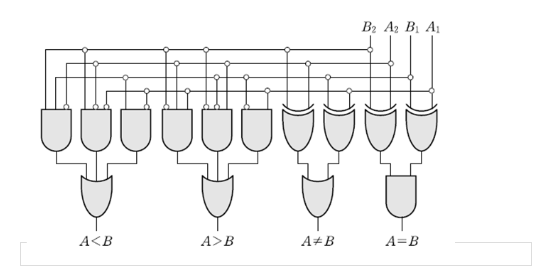 B₂ A₂ B₁ A₁
A<B A>B A≠B A=B